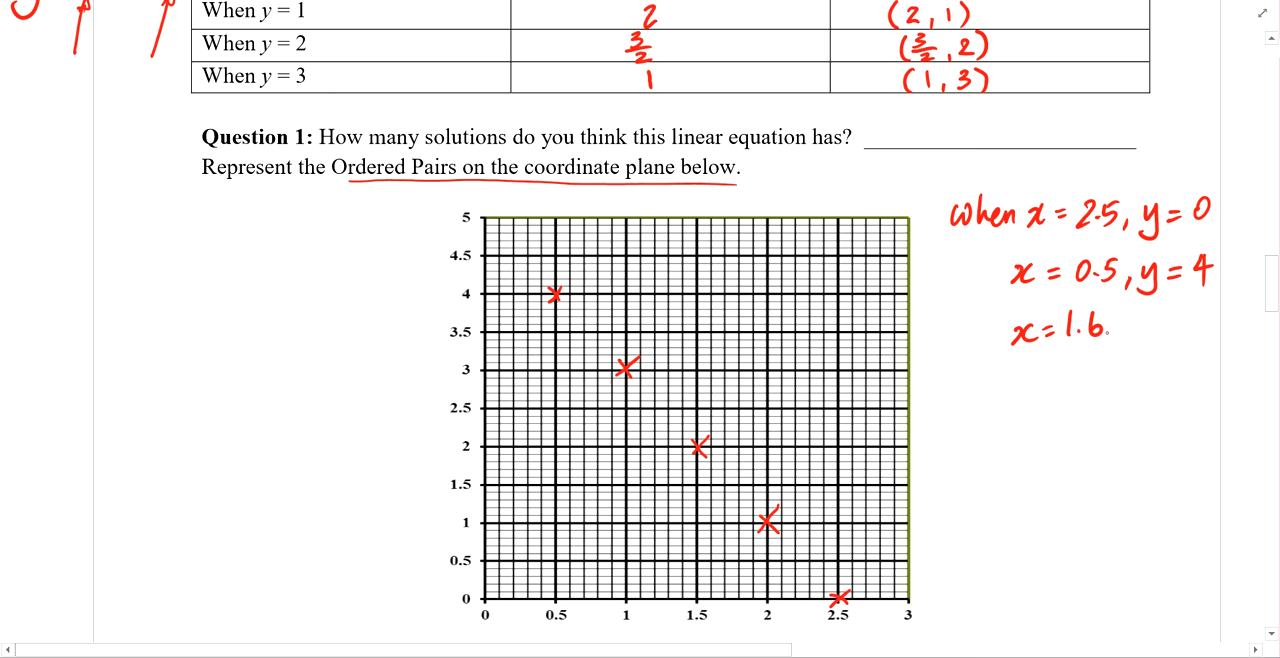 When y = 1 2 (2, 1)
When y = 2 3/2 (3/2, 2)
When y = 3 1 (1, 3)
Question 1: How many solutions do you think this linear equation has? ____________________
Represent the Ordered Pairs on the coordinate plane below.
when x = 2.5, y = 0
x = 0.5, y = 4
x = 1.6
5
4.5
4
3.5
3
2.5
2
1.5
1
0.5
0
0 0.5 1 1.5 2 2.5 3